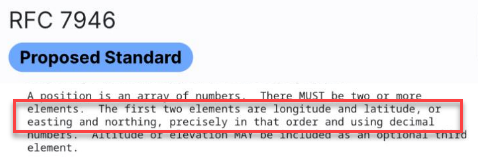 RFC 7946
Proposed Standard
A position is an array of numbers. There MUST be two or more
elements. The first two elements are longitude and latitude, or
easting and northing, precisely in that order and using decimal
numbers. Altitude or elevation MAY be included as an optional third
element.